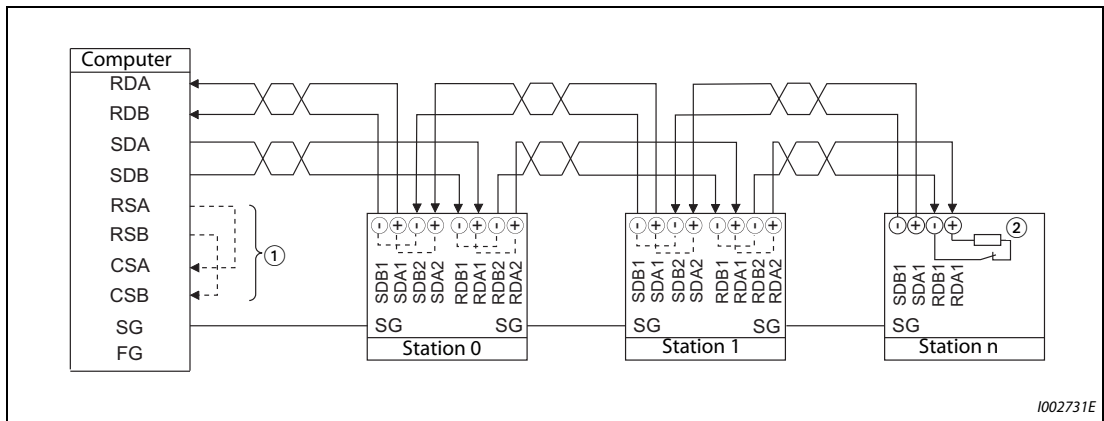 Computer
RDA
RDB
SDA
SDB
RSA
RSB
CSA
CSB
SG
FG
①
- + - + - + - +
SDB1 SDA1 SDB2 SDA2 RDB1 RDA1 RDB2 RDA2
SG SG
Station 0
- + - + - + - +
SDB1 SDA1 SDB2 SDA2 RDB1 RDA1 RDB2 RDA2
SG SG
Station 1
- + - +
②
SDB1 SDA1 RDB1 RDA1
SG
Station n
I002731E